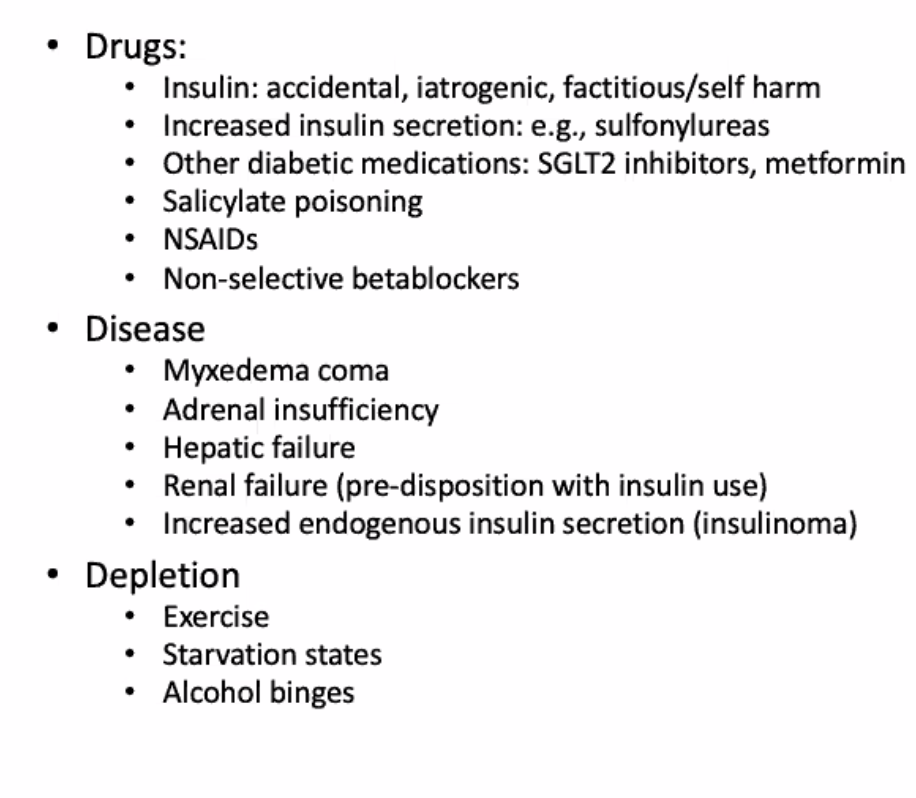 • Drugs:
• Insulin: accidental, iatrogenic, factitious/self harm
• Increased insulin secretion: e.g., sulfonylureas
• Other diabetic medications: SGLT2 inhibitors, metformin
• Salicylate poisoning
• NSAIDs
• Non-selective betablockers
• Disease
• Myxedema coma
• Adrenal insufficiency
• Hepatic failure
• Renal failure (pre-disposition with insulin use)
• Increased endogenous insulin secretion (insulinoma)
• Depletion
• Exercise
• Starvation states
• Alcohol binges